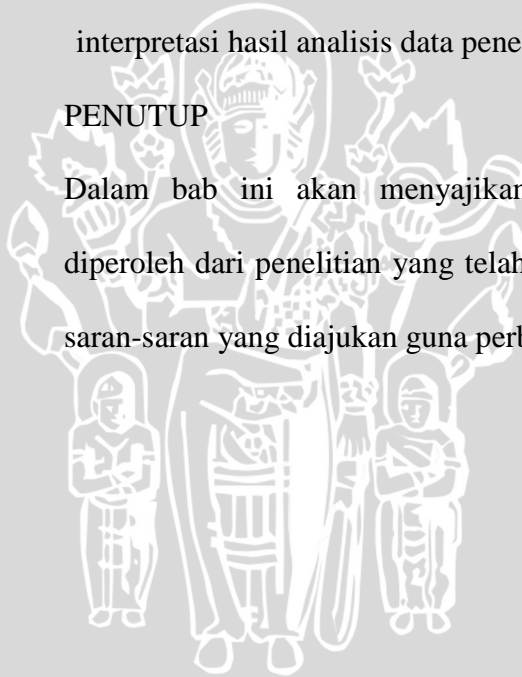 interpretasi hasil analisis data pene
PENUTUP
Dalam bab ini akan menyajikan
diperoleh dari penelitian yang telah
saran-saran yang diajukan guna perb